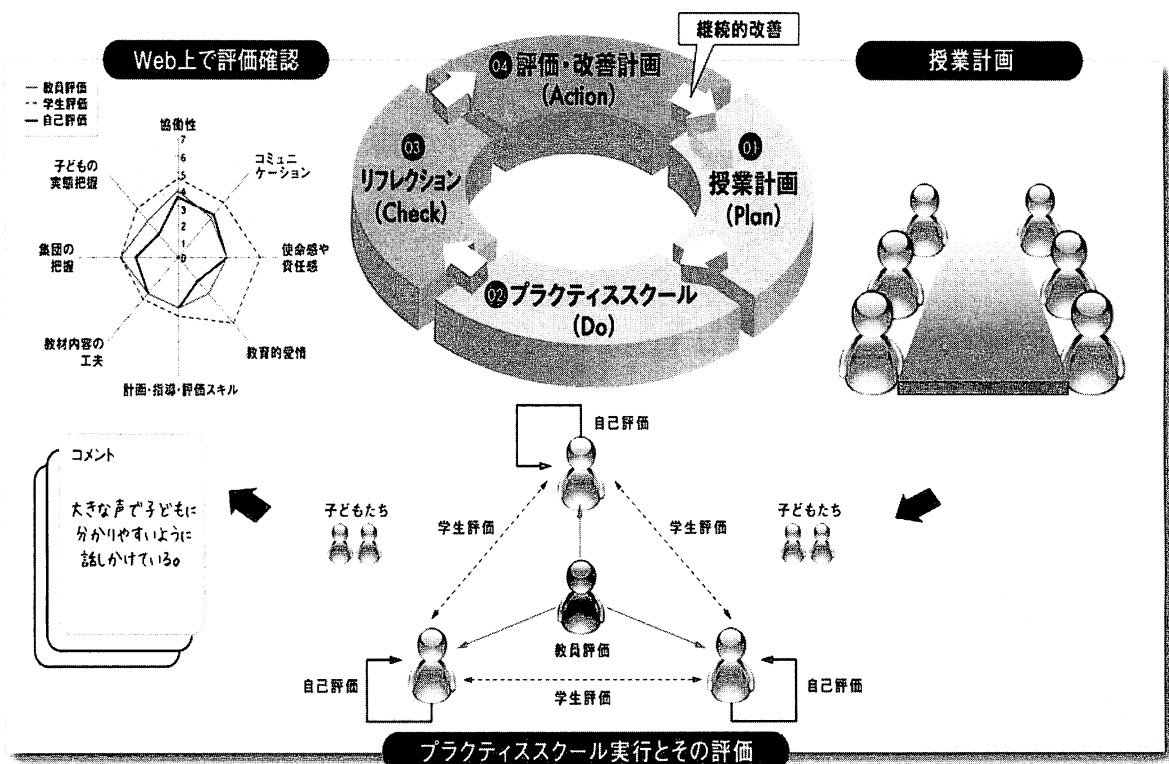 継続的改善
Web上で評価確認
教員評価
学生評価
自己評価
協働性
7
6
5
4
3
2
1
0
コミュニ
ケーション
使命感や
責任感
教育的愛情
計画・指導・評価スキル
教材内容の
工夫
集団の
把握
子どもの
実態把握
04 評価・改善計画
(Action)
03
リフレクション
(Check)
01
授業計画
(Plan)
02 プラクティススクール
(Do)
授業計画
コメント
大きな声で子どもに
分かりやすいように
話しかけている。
子どもたち
自己評価
学生評価
学生評価
子どもたち
教員評価
自己評価
学生評価
自己評価
プラクティススクール実行とその評価